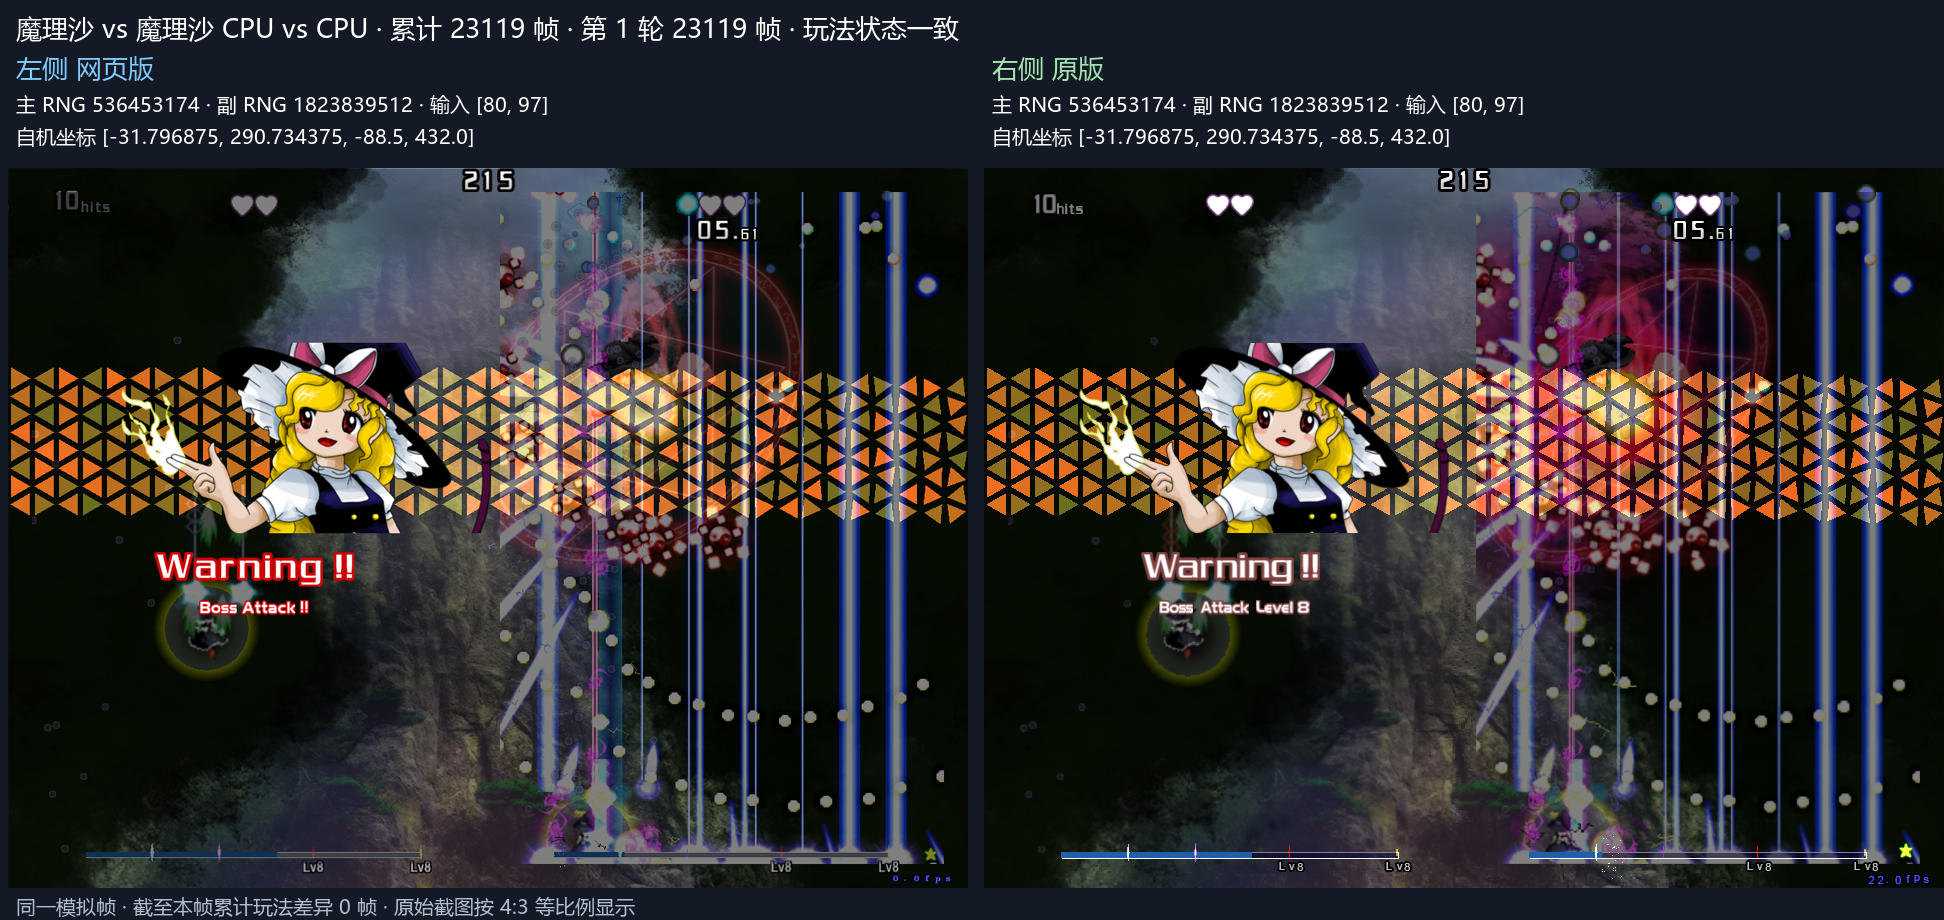 魔理沙 vs 魔理沙 CPU vs CPU · 累计 23119 帧 · 第 1 轮 23119 帧 · 玩法状态一致
左侧 网页版
主 RNG 536453174 · 副 RNG 1823839512 · 输入 [80, 97]
自机坐标 [-31.796875, 290.734375, -88.5, 432.0]
215
10hits
05.61
Warning !!
Boss Attack !!
Lv8
Lv8
Lv8
Lv8
0.0fps
右侧 原版
主 RNG 536453174 · 副 RNG 1823839512 · 输入 [80, 97]
自机坐标 [-31.796875, 290.734375, -88.5, 432.0]
215
10hits
05.61
Warning !!
Boss Attack Level 8
Lv8
Lv8
Lv8
Lv8
22.0fps
同一模拟帧 · 截至本帧累计玩法差异 0 帧 · 原始截图按 4:3 等比例显示